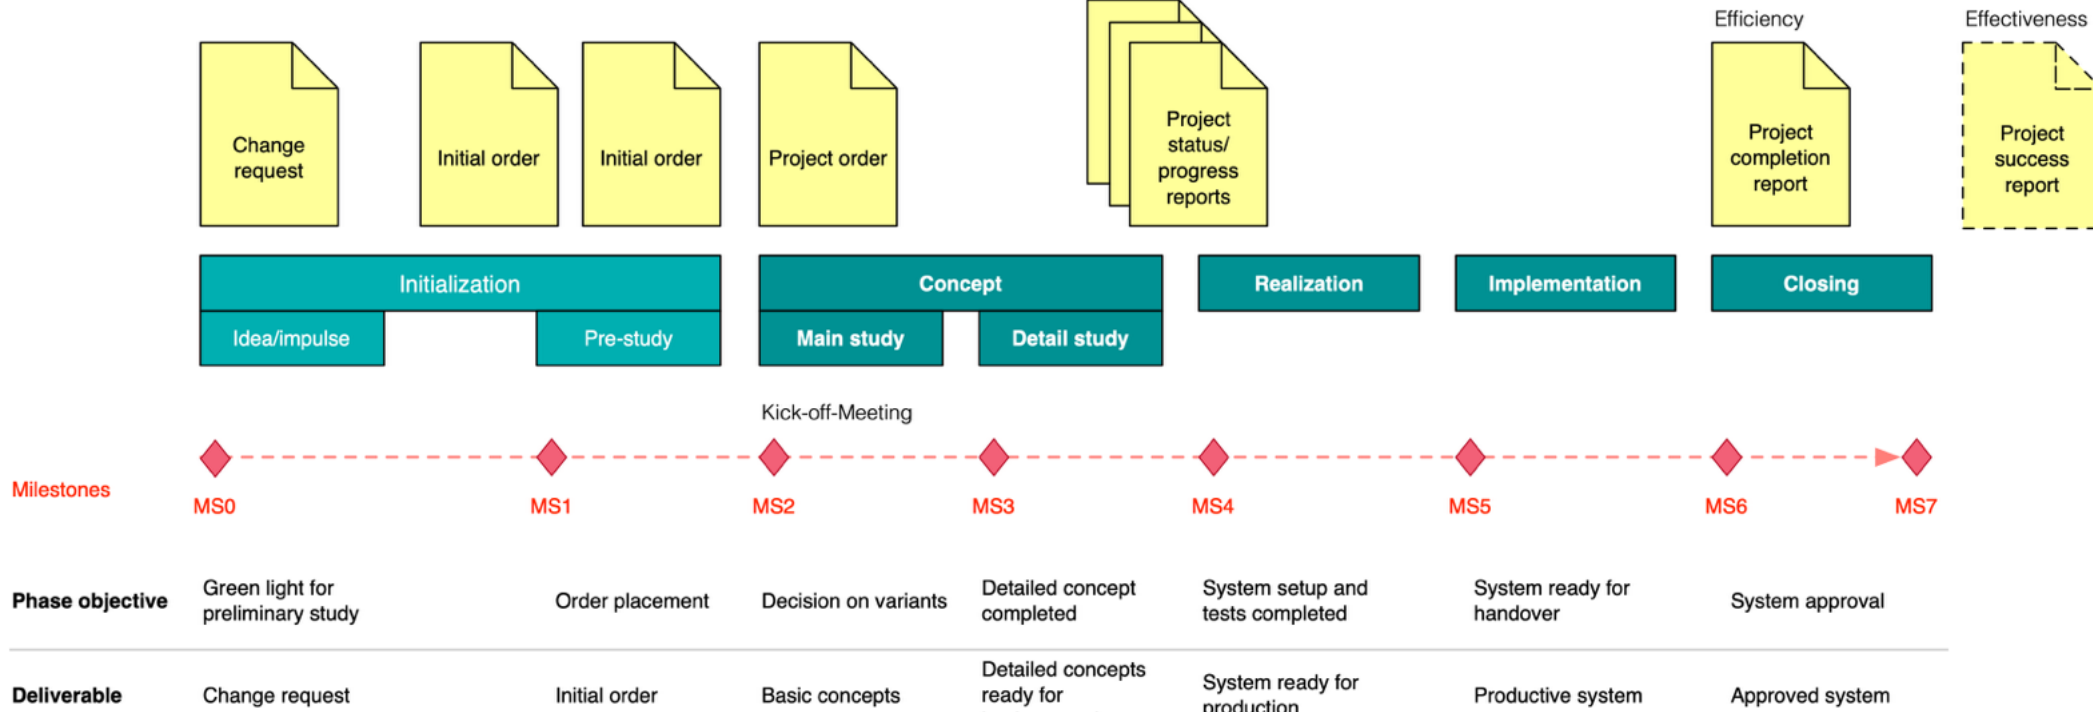 Efficiency
Effectiveness
Change
request
Initial order
Initial order
Project order
Project
status/
progress
reports
Project
completion
report
Project
success
report
Initialization
Concept
Realization
Implementation
Closing
Idea/impulse
Pre-study
Main study
Detail study
Kick-off-Meeting
Milestones
MS0
MS1
MS2
MS3
MS4
MS5
MS6
MS7
Phase objective
Green light for
preliminary study
Order placement
Decision on variants
Detailed concept
completed
System setup and
tests completed
System ready for
handover
System approval
Deliverable
Change request
Initial order
Basic concepts
Detailed concepts
ready for
System ready for
production
Productive system
Approved system